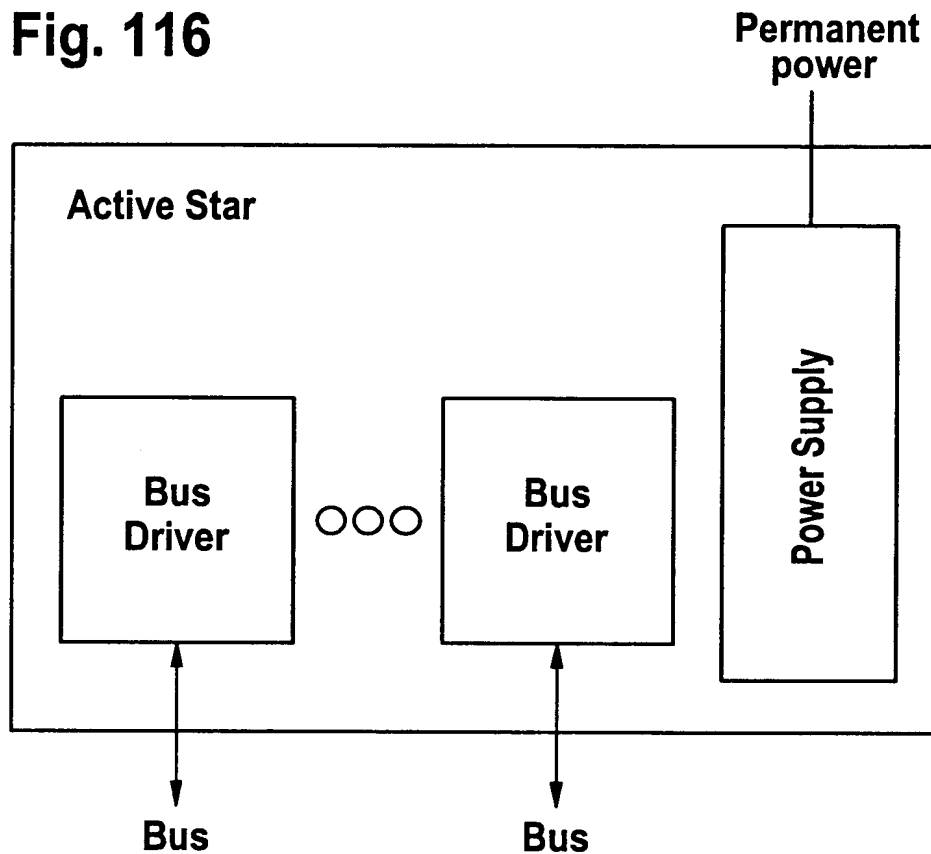 Fig. 116
Permanent
power
Active Star
Power Supply
Bus
Driver
Bus
Driver
Bus
Bus